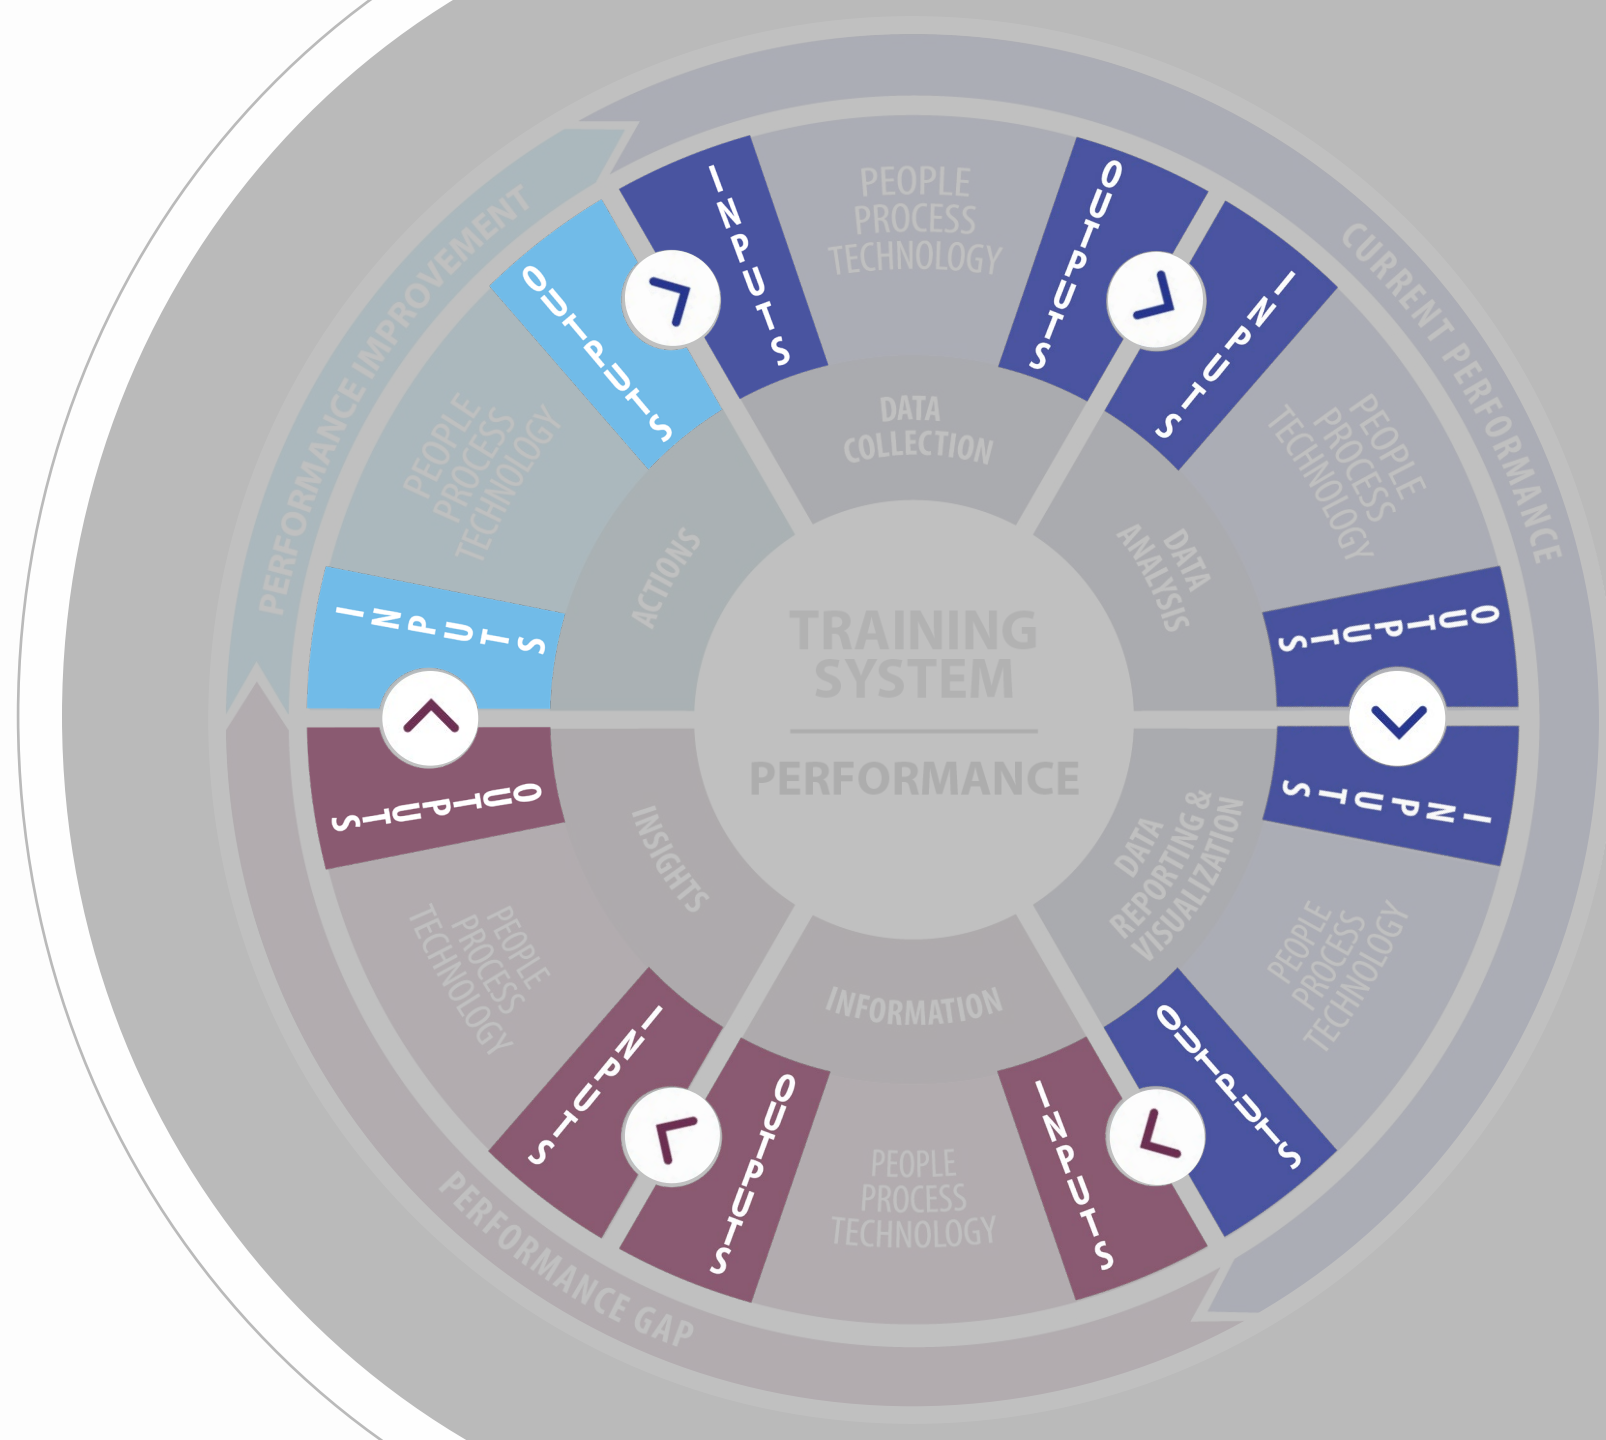 TRAINING
SYSTEM
PERFORMANCE
CURRENT PERFORMANCE
INPUTS
PEOPLE
PROCESS
TECHNOLOGY
OUTPUTS
DATA
COLLECTION
INPUTS
PEOPLE
PROCESS
TECHNOLOGY
OUTPUTS
DATA
ANALYSIS
INPUTS
PEOPLE
PROCESS
TECHNOLOGY
OUTPUTS
DATA
REPORTING &
VISUALIZATION
PERFORMANCE GAP
INPUTS
PEOPLE
PROCESS
TECHNOLOGY
OUTPUTS
INFORMATION
INPUTS
PEOPLE
PROCESS
TECHNOLOGY
OUTPUTS
INSIGHTS
PERFORMANCE IMPROVEMENT
INPUTS
PEOPLE
PROCESS
TECHNOLOGY
OUTPUTS
ACTIONS